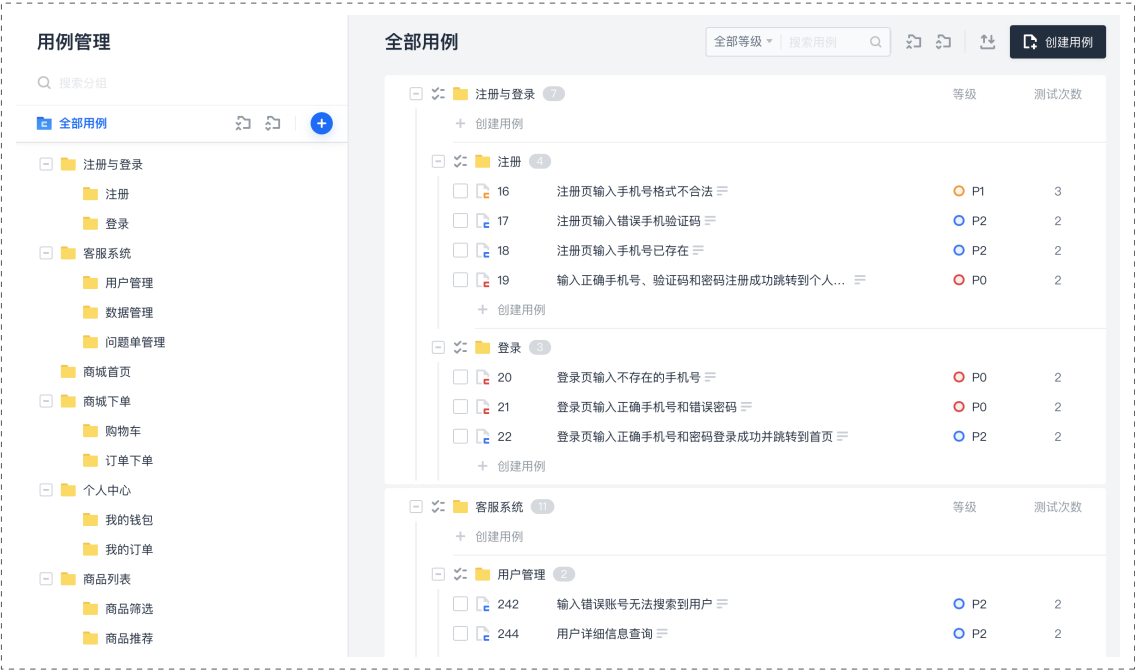 用例管理
搜索分组
全部用例
注册与登录
注册
登录
客服系统
用户管理
数据管理
问题单管理
商城首页
商城下单
购物车
订单下单
个人中心
我的钱包
我的订单
商品列表
商品筛选
商品推荐
全部用例 全部等级 搜索用例 创建用例
注册与登录 7 等级 测试次数
创建用例
注册 4
16 注册页输入手机号格式不合法 P1 3
17 注册页输入错误手机验证码 P2 2
18 注册页输入手机号已存在 P2 2
19 输入正确手机号、验证码和密码注册成功跳转到个人... P0 2
创建用例
登录 3
20 登录页输入不存在的手机号 P0 2
21 登录页输入正确手机号和错误密码 P0 2
22 登录页输入正确手机号和密码登录成功并跳转到首页 P2 2
创建用例
客服系统 11 等级 测试次数
创建用例
用户管理 2
242 输入错误账号无法搜索到用户 P2 2
244 用户详细信息查询 P2 2